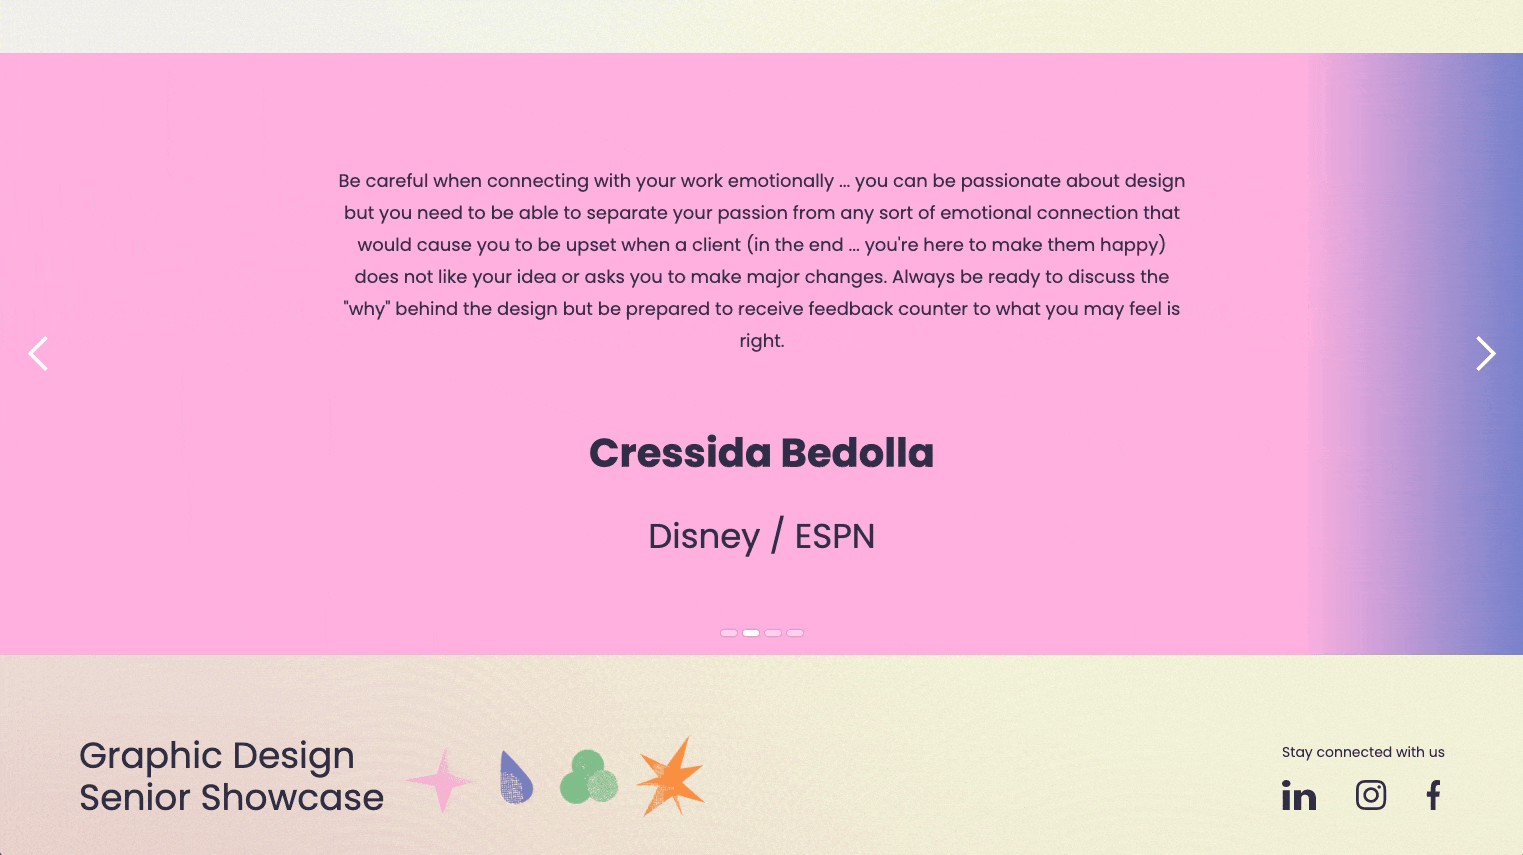 Be careful when connecting with your work emotionally ... you can be passionate about design
but you need to be able to separate your passion from any sort of emotional connection that
would cause you to be upset when a client (in the end ... you're here to make them happy)
does not like your idea or asks you to make major changes. Always be ready to discuss the
"why" behind the design but be prepared to receive feedback counter to what you may feel is
right.
Cressida Bedolla
Disney / ESPN
Graphic Design
Senior Showcase
Stay connected with us